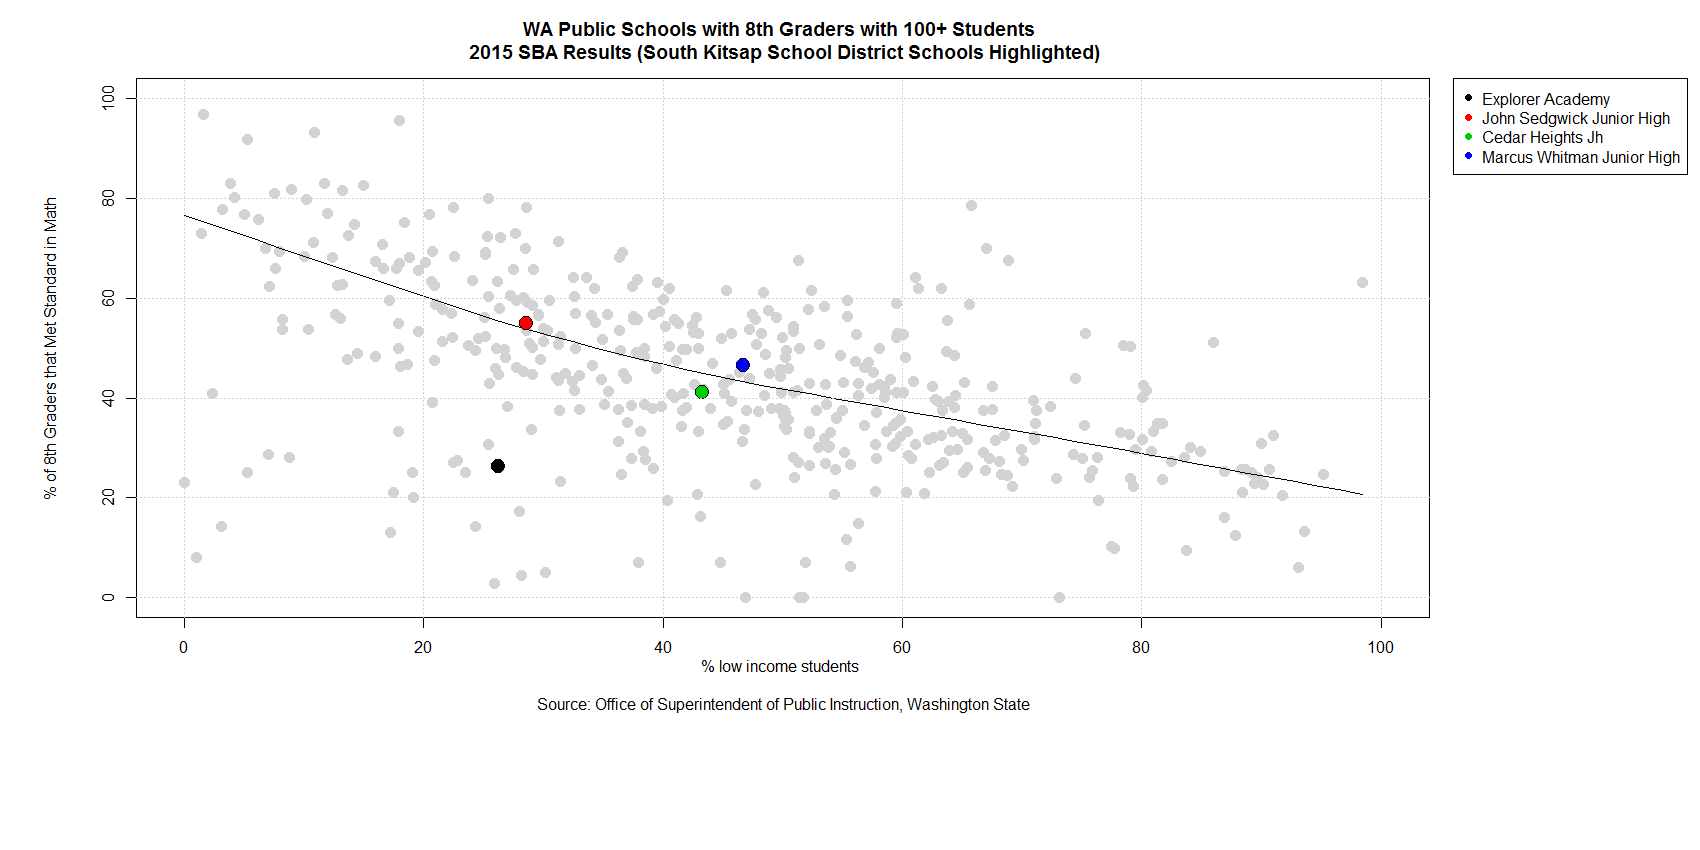 WA Public Schools with 8th Graders with 100+ Students
2015 SBA Results (South Kitsap School District Schools Highlighted)
Explorer Academy
John Sedgwick Junior High
Cedar Heights Jh
Marcus Whitman Junior High
% of 8th Graders that Met Standard in Math
100
80
60
40
20
0
0 20 40 60 80 100
% low income students
Source: Office of Superintendent of Public Instruction, Washington State